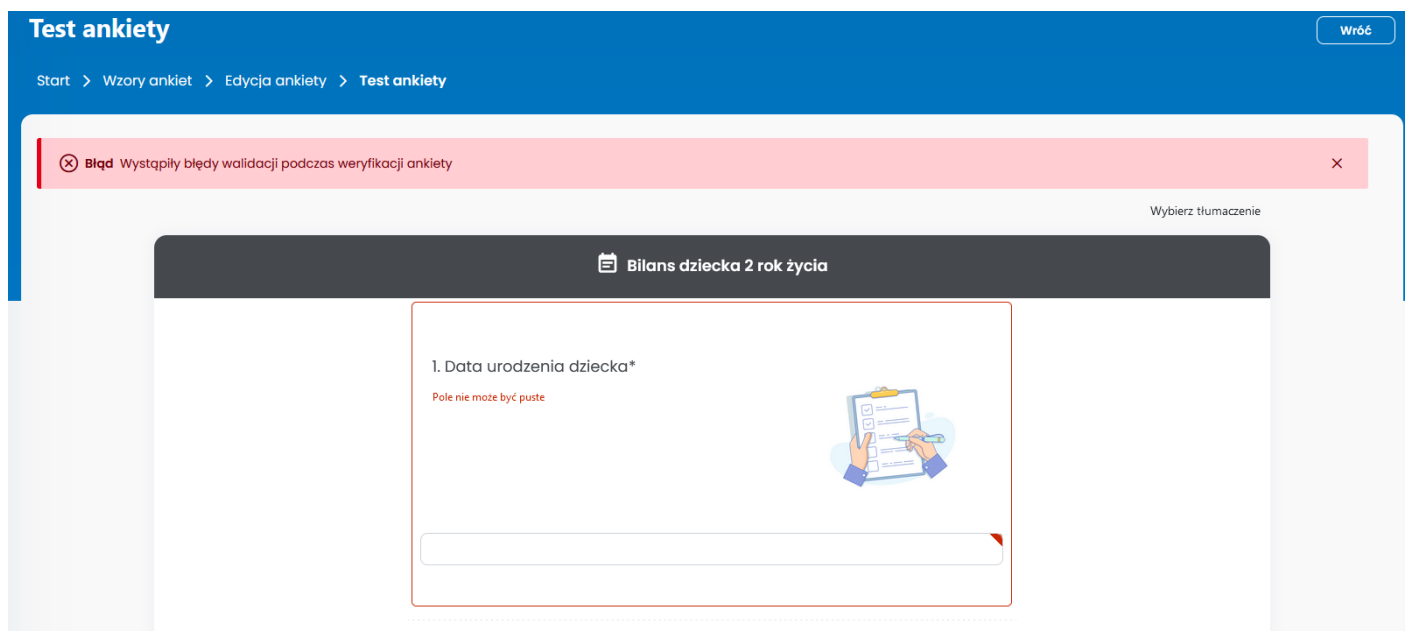 Test ankiety
Wróć
Start > Wzory ankiet > Edycja ankiety > Test ankiety
Błąd Wystąpiły błędy walidacji podczas weryfikacji ankiety
Wybierz tłumaczenie
Bilans dziecka 2 rok życia
1. Data urodzenia dziecka*
Pole nie może być puste